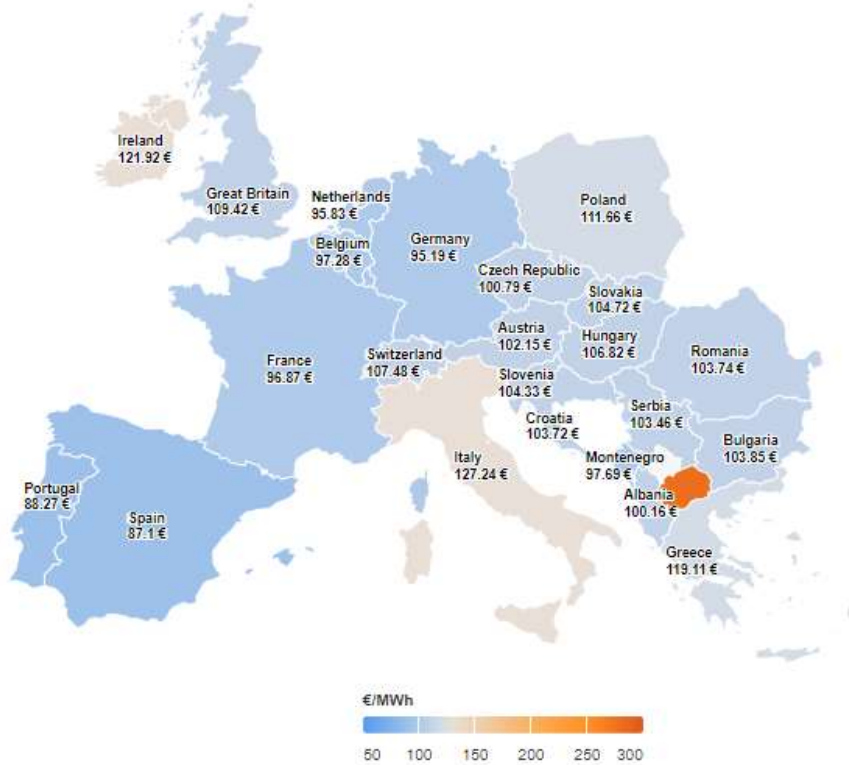 Ireland
121.92 €
Great Britain
109.42 €
Netherlands
95.83 €
Belgium
97.28 €
Germany
95.19 €
Poland
111.66 €
Czech Republic
100.79 €
Slovakia
104.72 €
Austria
102.15 €
Hungary
106.82 €
France
96.87 €
Switzerland
107.48 €
Slovenia
104.33 €
Romania
103.74 €
Croatia
103.72 €
Serbia
103.46 €
Bulgaria
103.85 €
Italy
127.24 €
Montenegro
97.69 €
Albania
100.16 €
Portugal
88.27 €
Spain
87.1 €
Greece
119.11 €
€/MWh
50 100 150 200 250 300